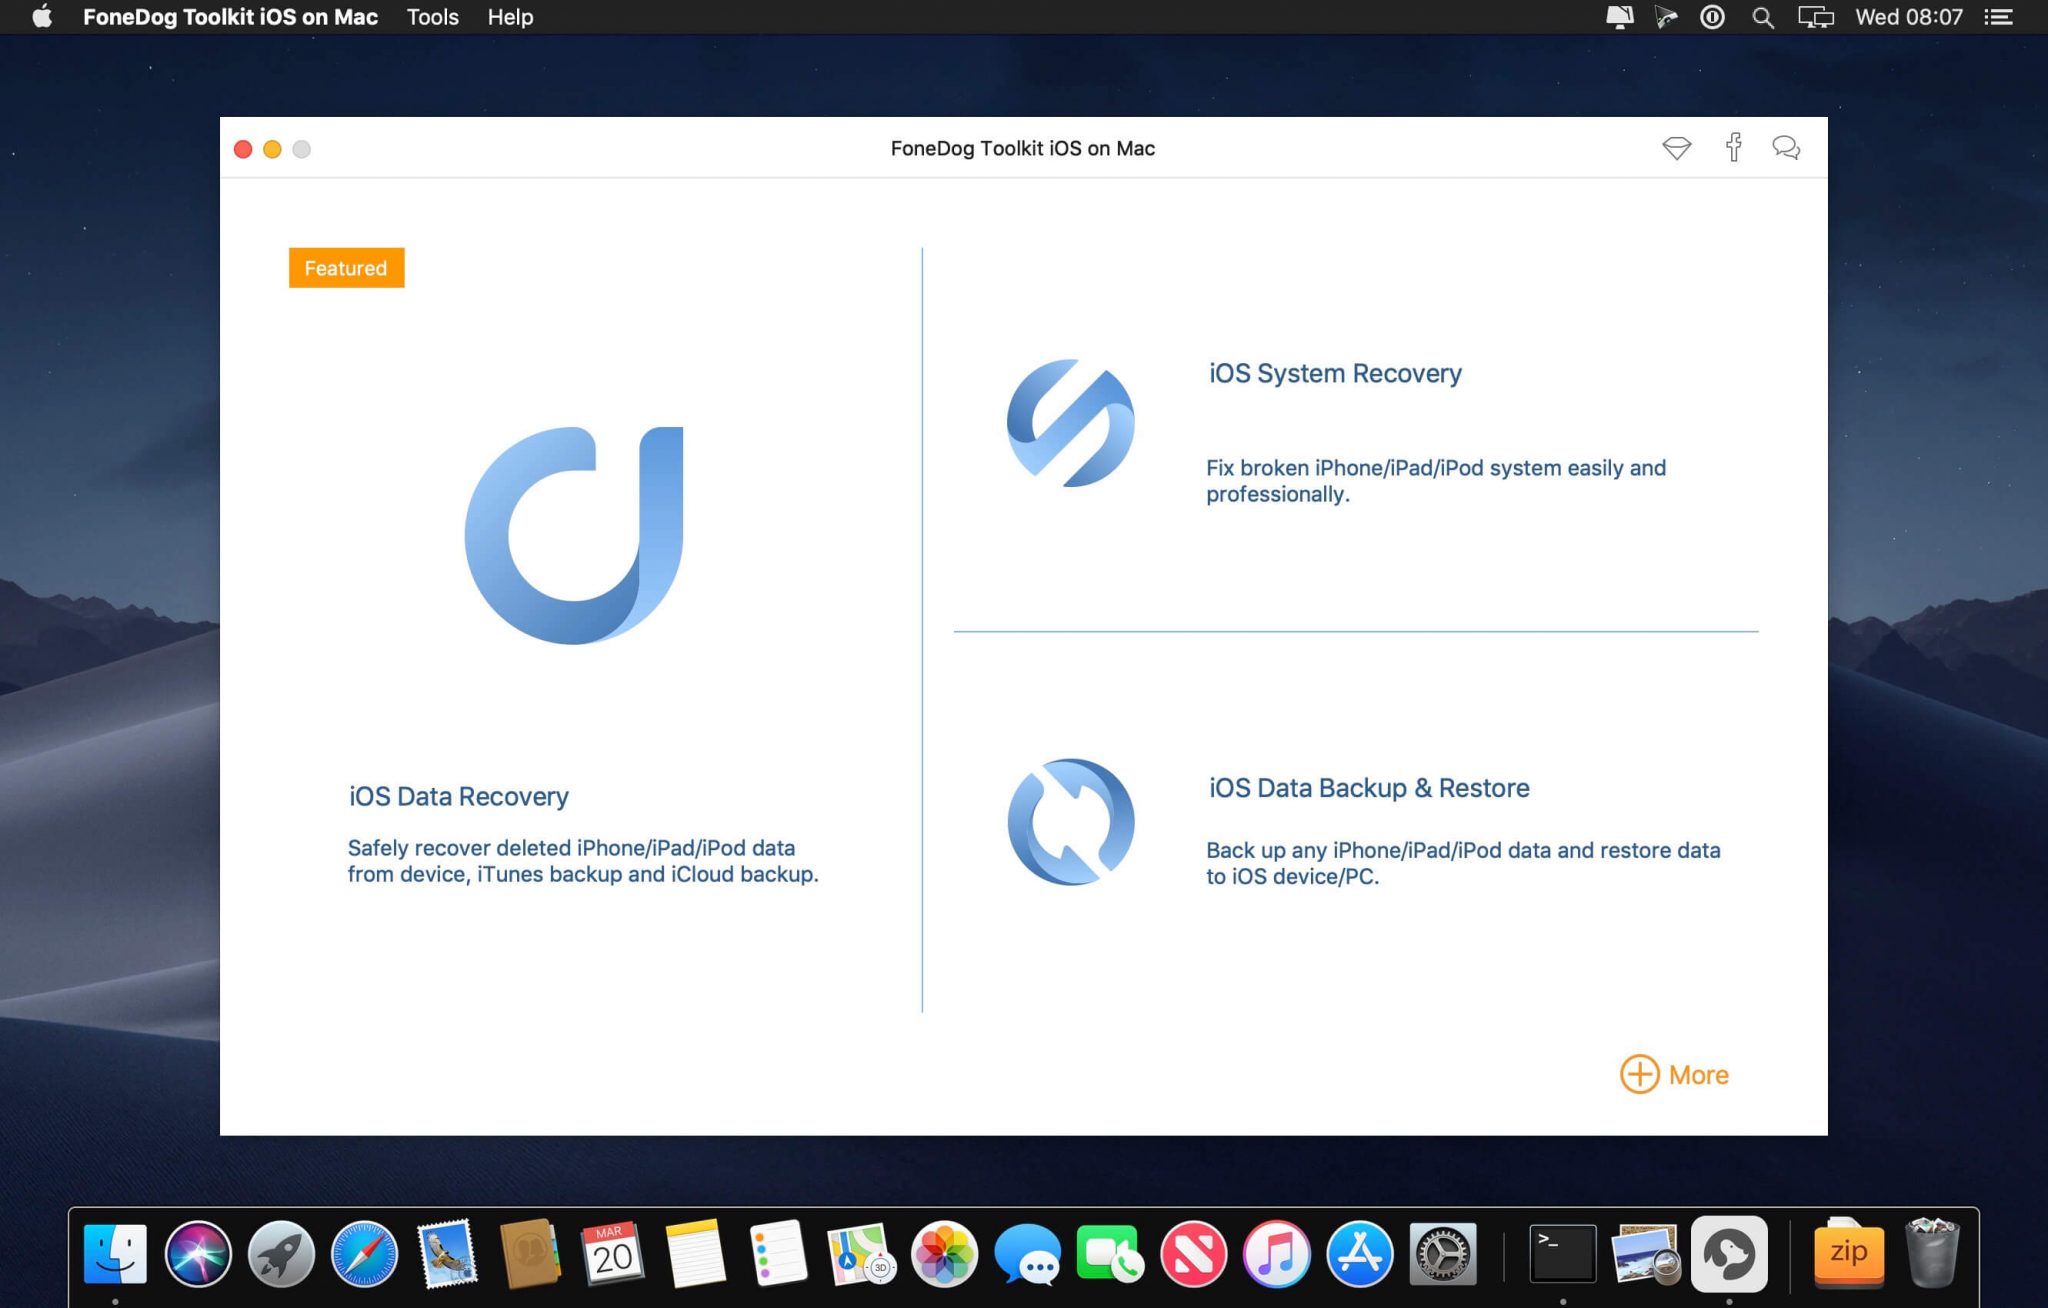 FoneDog Toolkit iOS on Mac Tools Help Wed 08:07
FoneDog Toolkit iOS on Mac
Featured
iOS Data Recovery
Safely recover deleted iPhone/iPad/iPod data
from device, iTunes backup and iCloud backup.
iOS System Recovery
Fix broken iPhone/iPad/iPod system easily and
professionally.
iOS Data Backup & Restore
Back up any iPhone/iPad/iPod data and restore data
to iOS device/PC.
More
MAR
20
3D
>_
zip